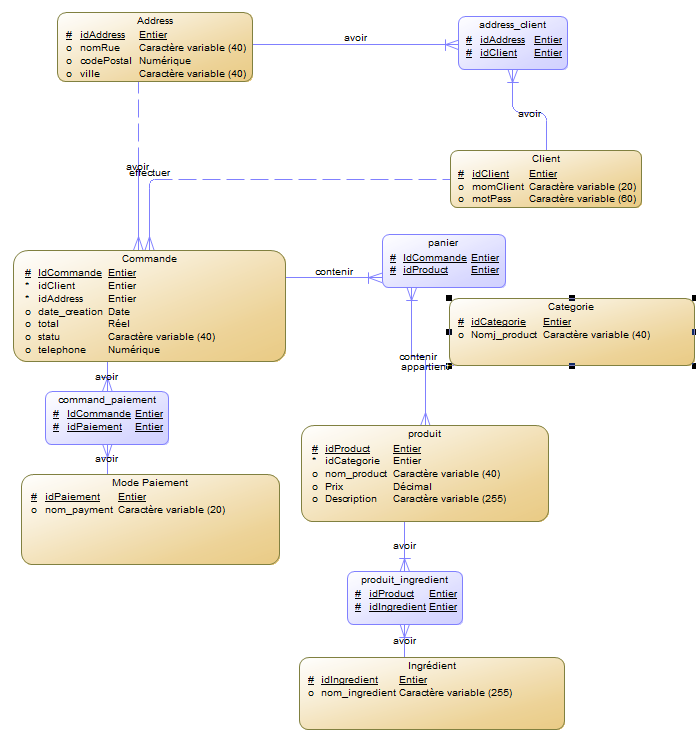 Address
# idAddress Entier
o nomRue Caractère variable (40)
o codePostal Numérique
o ville Caractère variable (40)
avoir
address_client
# idAddress Entier
# idClient Entier
avoir
Client
# idClient Entier
o momClient Caractère variable (20)
o motPass Caractère variable (60)
avoir
effectuer
Commande
# IdCommande Entier
* idClient Entier
* idAddress Entier
o date_creation Date
o total Réel
o statu Caractère variable (40)
o telephone Numérique
contenir
panier
# IdCommande Entier
# idProduct Entier
Categorie
# idCategorie Entier
o Nomj_product Caractère variable (40)
contenir
appartient
avoir
command_paiement
# IdCommande Entier
# idPaiement Entier
avoir
Mode Paiement
# idPaiement Entier
o nom_payment Caractère variable (20)
produit
# idProduct Entier
* idCategorie Entier
o nom_product Caractère variable (40)
o Prix Décimal
o Description Caractère variable (255)
avoir
produit_ingredient
# idProduct Entier
# idIngredient Entier
avoir
Ingrédient
# idIngredient Entier
o nom_ingredient Caractère variable (255)